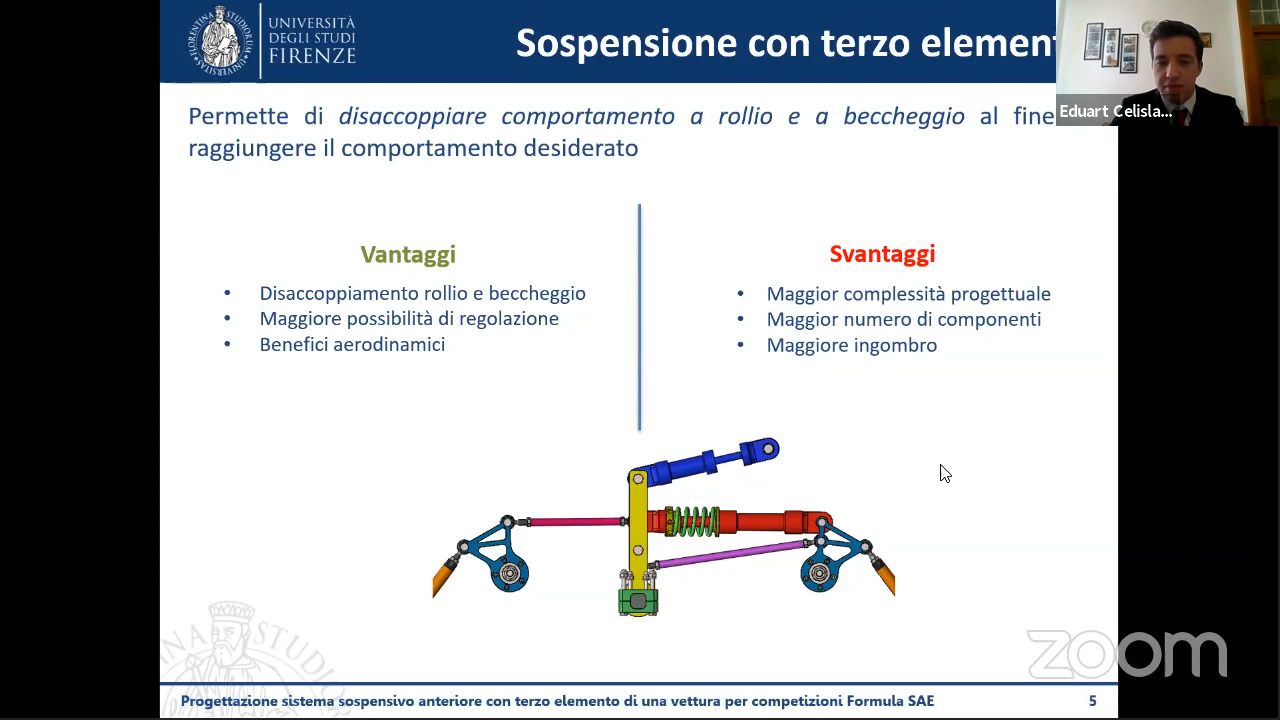 UNIVERSITÀ
DEGLI STUDI
FIRENZE
Sospensione con terzo element
Eduart Celisla...
Permette di disaccoppiare comportamento a rollio e a beccheggio al fine
raggiungere il comportamento desiderato
Vantaggi
• Disaccoppiamento rollio e beccheggio
• Maggiore possibilità di regolazione
• Benefici aerodinamici
Svantaggi
• Maggior complessità progettuale
• Maggior numero di componenti
• Maggiore ingombro
zoom
Progettazione sistema sospensivo anteriore con terzo elemento di una vettura per competizioni Formula SAE
5